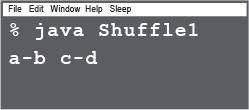 File Edit Window Help Sleep
% java Shuffle1
a-b c-d